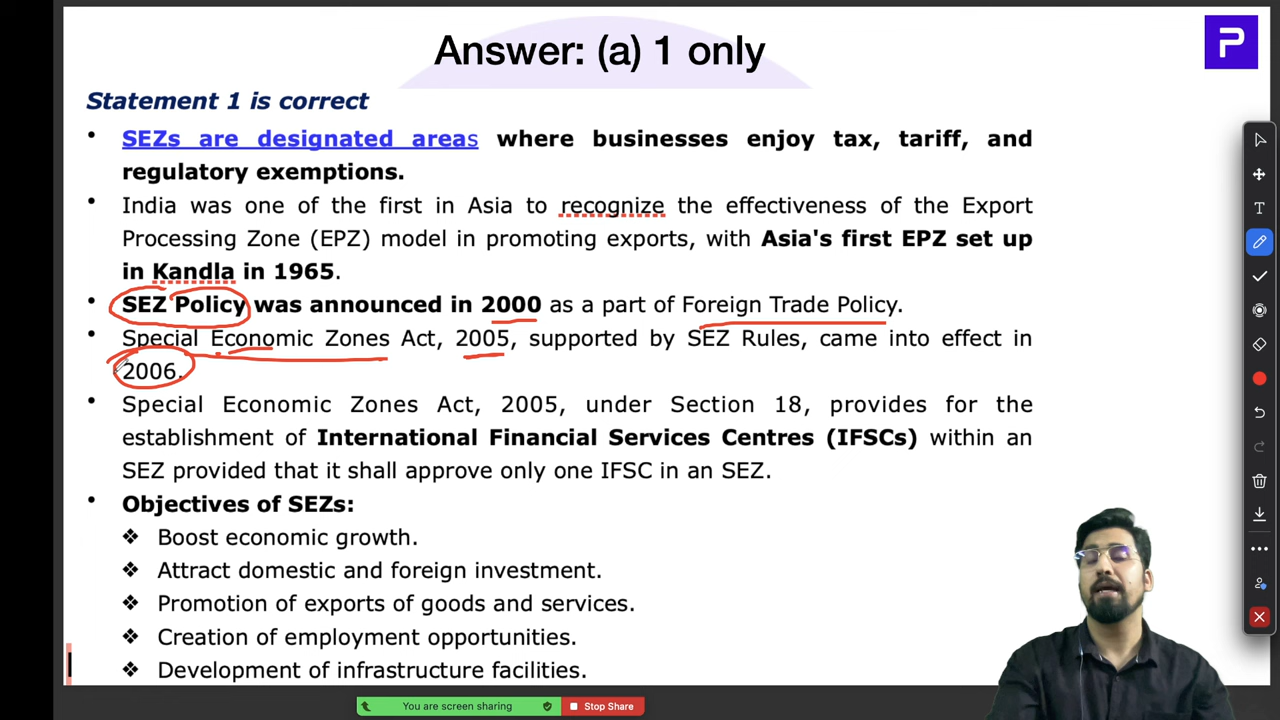 Answer: (a) 1 only
P
Statement 1 is correct
• SEZs are designated areas where businesses enjoy tax, tariff, and
regulatory exemptions.
• India was one of the first in Asia to recognize the effectiveness of the Export
Processing Zone (EPZ) model in promoting exports, with Asia's first EPZ set up
in Kandla in 1965.
• SEZ Policy was announced in 2000 as a part of Foreign Trade Policy.
• Special Economic Zones Act, 2005, supported by SEZ Rules, came into effect in
2006.
• Special Economic Zones Act, 2005, under Section 18, provides for the
establishment of International Financial Services Centres (IFSCs) within an
SEZ provided that it shall approve only one IFSC in an SEZ.
• Objectives of SEZs:
❖ Boost economic growth.
❖ Attract domestic and foreign investment.
❖ Promotion of exports of goods and services.
❖ Creation of employment opportunities.
❖ Development of infrastructure facilities.
You are screen sharing
Stop Share